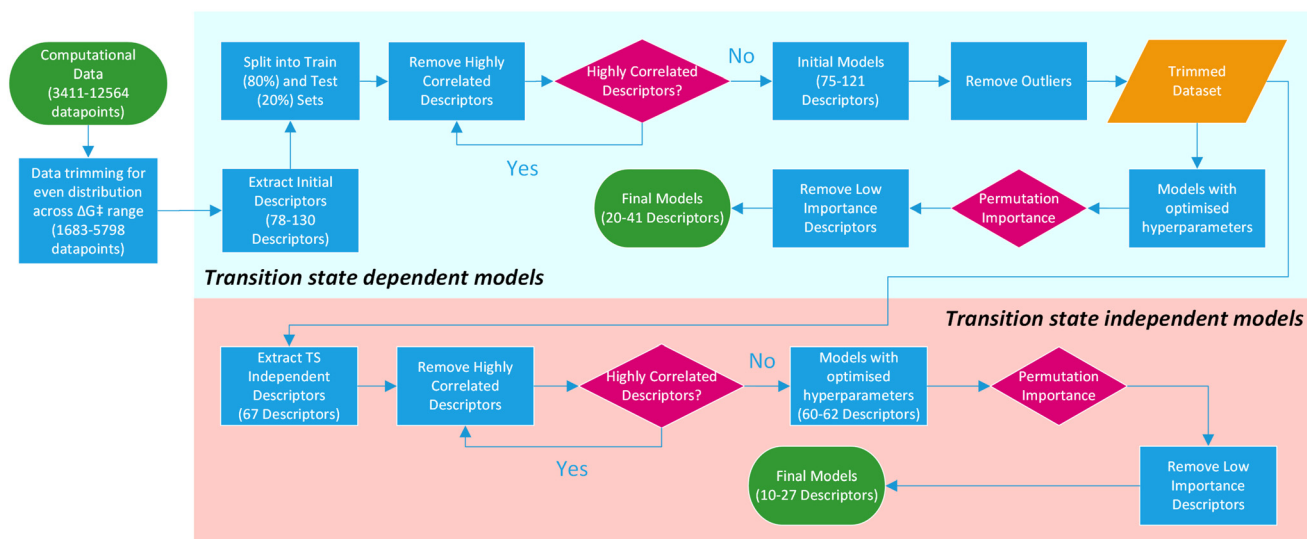 Computational
Data
(3411-12564
datapoints)
Data trimming for
even distribution
across ΔG‡ range
(1683-5798
datapoints)
Extract Initial
Descriptors
(78-130
Descriptors)
Split into Train
(80%) and Test
(20%) Sets
Remove Highly
Correlated
Descriptors
Highly Correlated
Descriptors?
Yes
No
Initial Models
(75-121
Descriptors)
Remove Outliers
Trimmed
Dataset
Models with
optimised
hyperparameters
Permutation
Importance
Remove Low
Importance
Descriptors
Final Models
(20-41 Descriptors)
Transition state dependent models
Transition state independent models
Extract TS
Independent
Descriptors
(67 Descriptors)
Remove Highly
Correlated
Descriptors
Highly Correlated
Descriptors?
Yes
No
Models with
optimised
hyperparameters
(60-62 Descriptors)
Permutation
Importance
Remove Low
Importance
Descriptors
Final Models
(10-27 Descriptors)